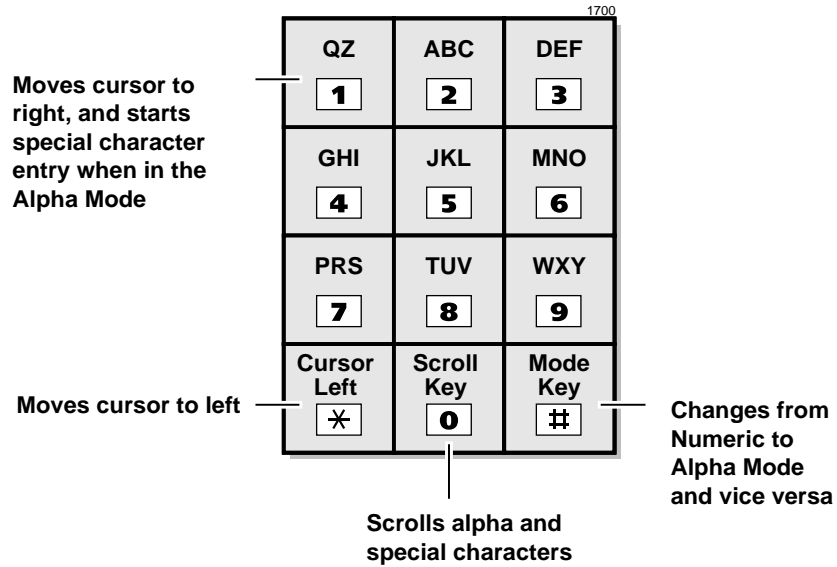 1700
QZ ABC DEF
1 2 3
Moves cursor to
right, and starts
special character
entry when in the
Alpha Mode
GHI JKL MNO
4 5 6
PRS TUV WXY
7 8 9
Cursor
Left
Scroll
Key
Mode
Key
* 0 #
Moves cursor to left
Changes from
Numeric to
Alpha Mode
and vice versa
Scrolls alpha and
special characters